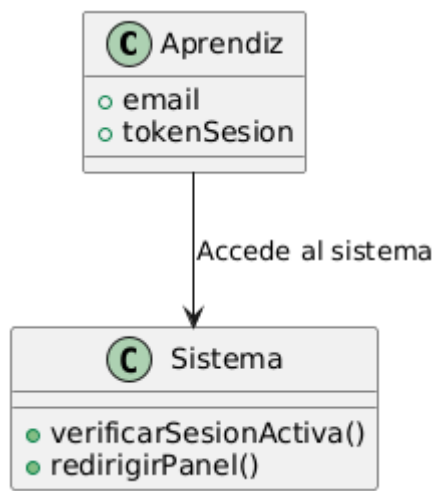 C Aprendiz
email
tokenSesion
Accede al sistema
C Sistema
verificarSesionActiva()
redirigirPanel()